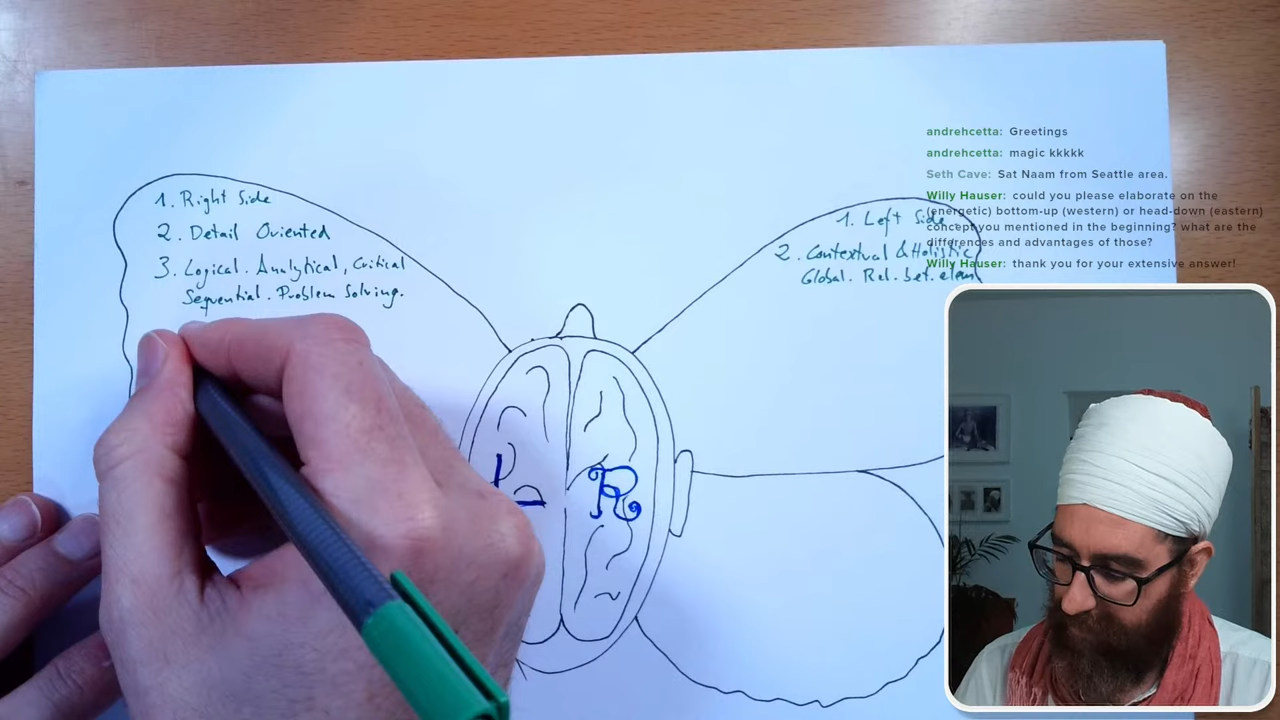 1. Right Side
2. Detail Oriented
3. Logical. Analytical, Critical
Sequential. Problem Solving.
L
R
1. Left Side
2. Contextual & Holistic
Global. Rel. bet. elem
andrehcetta: Greetings
andrehcetta: magic kkkkk
Seth Cave: Sat Naam from Seattle area.
Willy Hauser: could you please elaborate on the
(energetic) bottom-up (western) or head-down (eastern)
concept you mentioned in the beginning? what are the
differences and advantages of those?
Willy Hauser: thank you for your extensive answer!